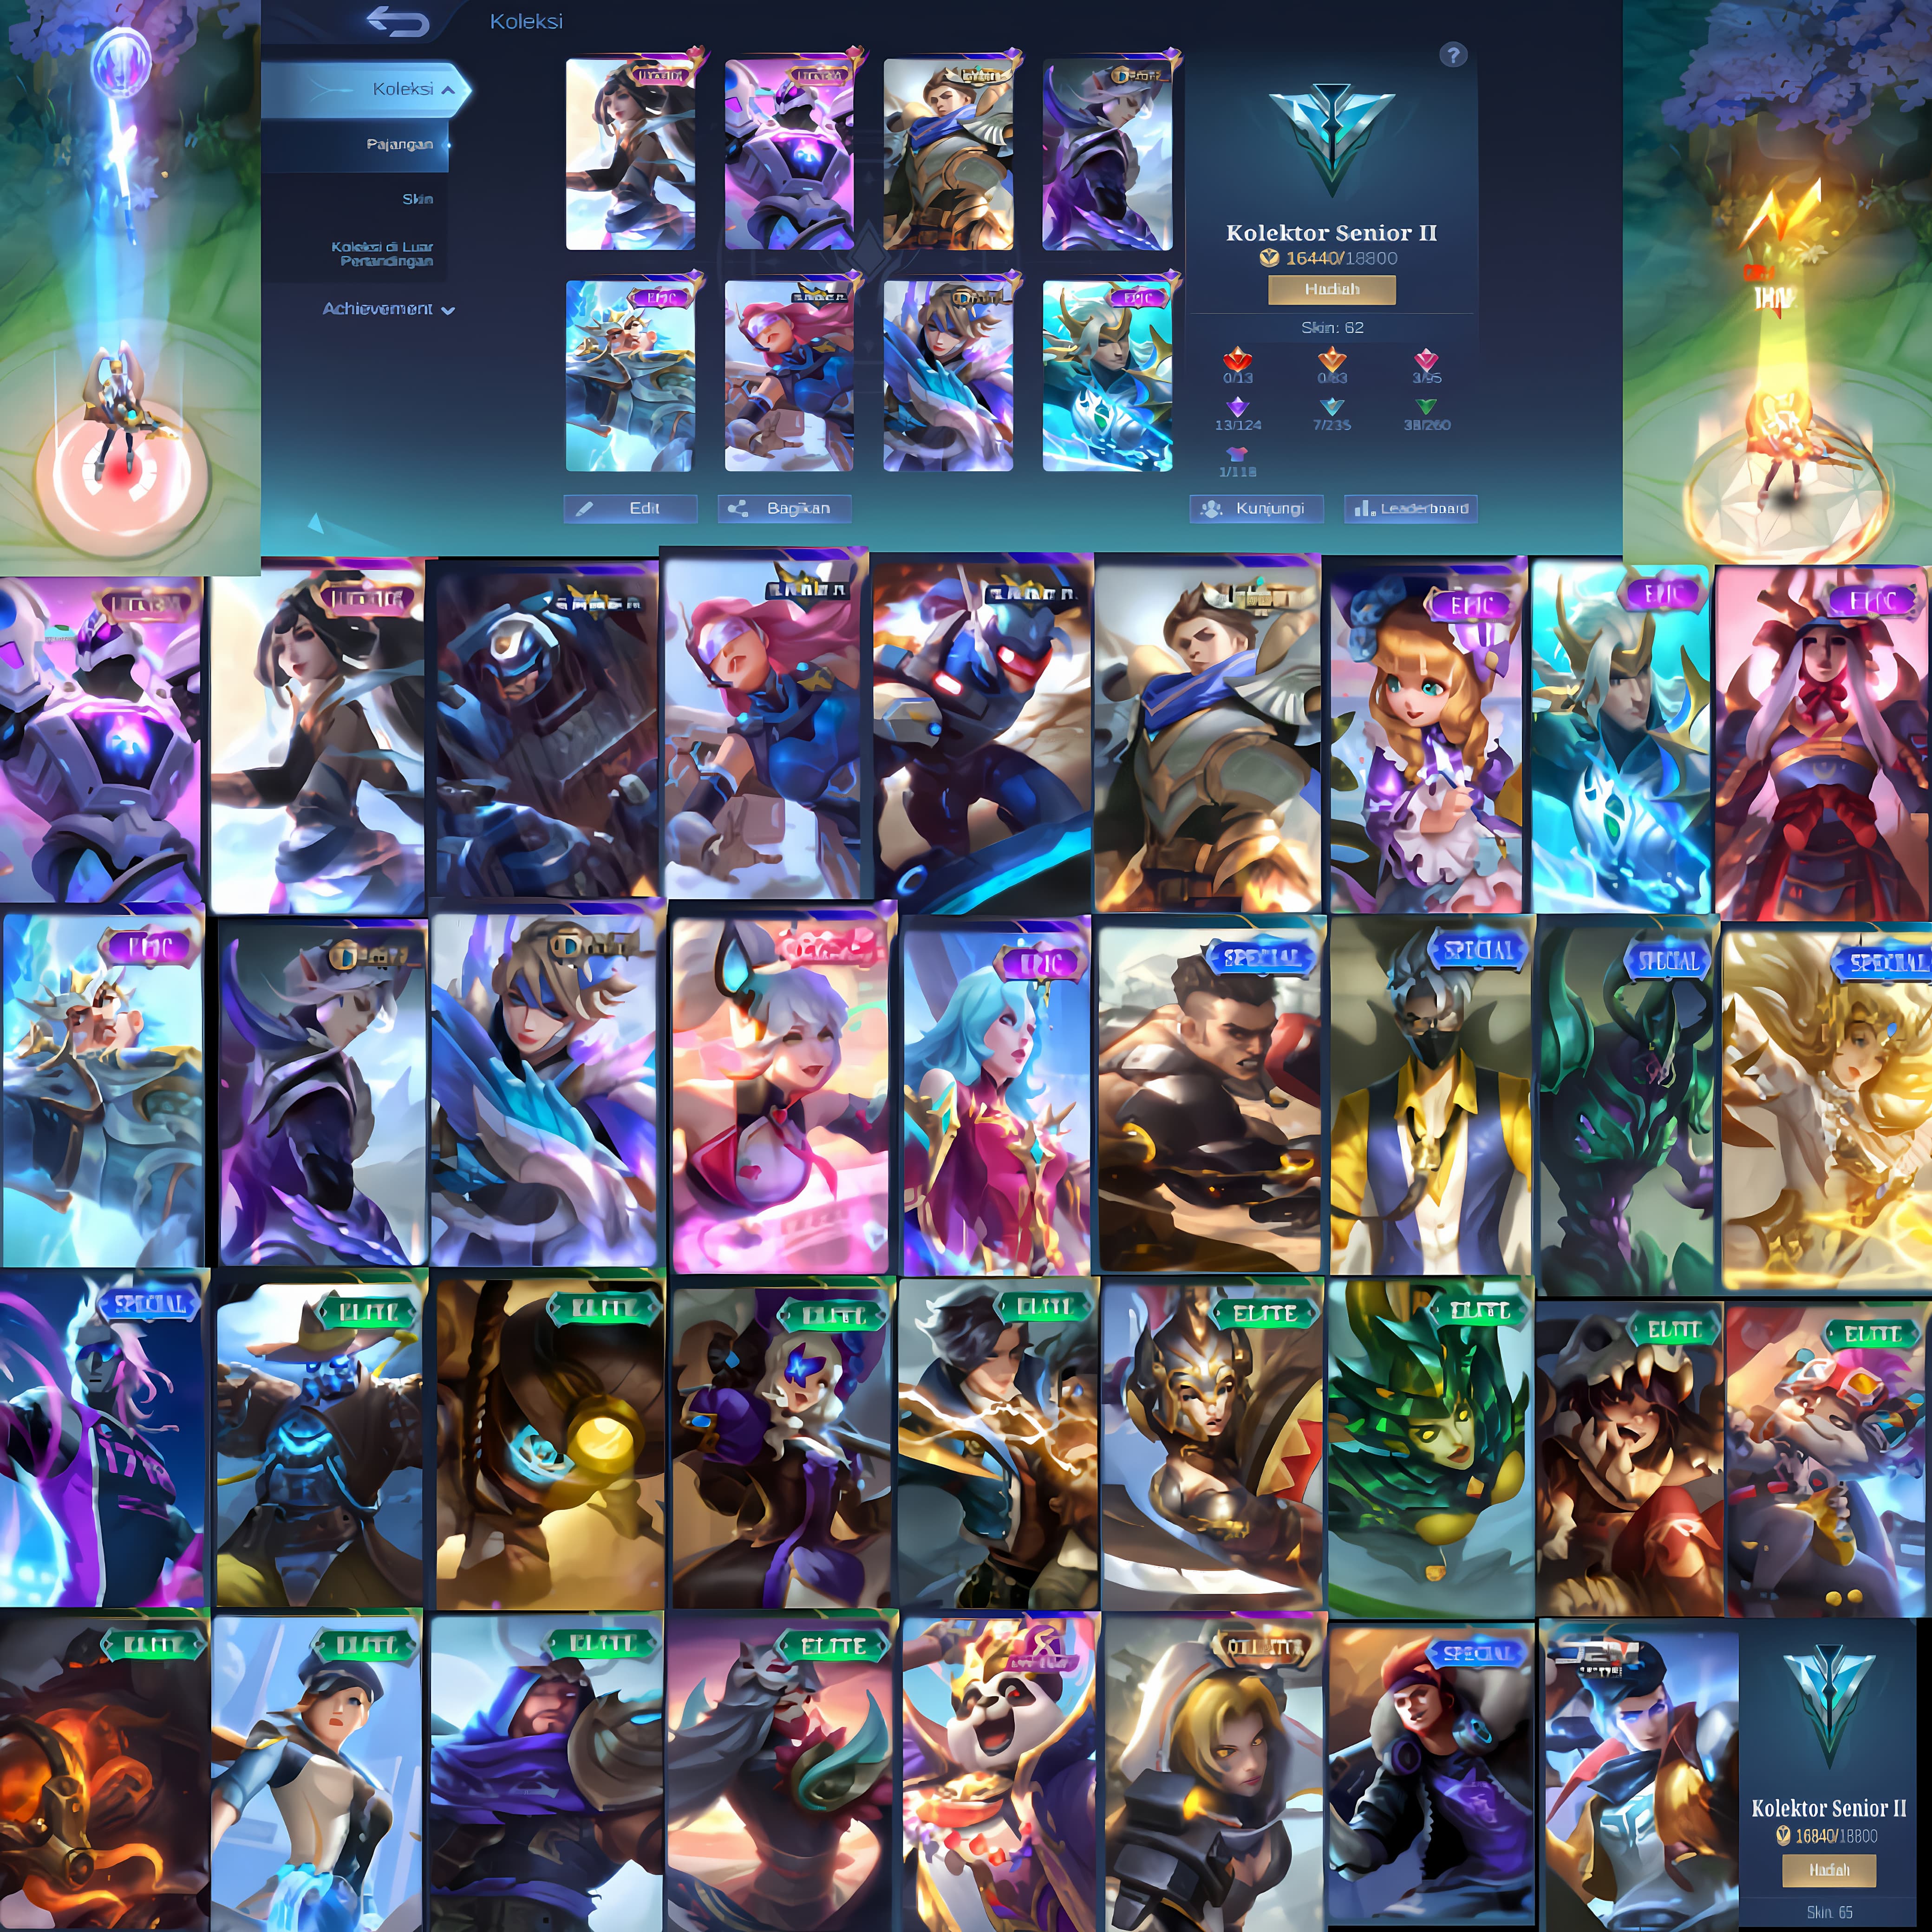 Koleksi
Koleksi
Pajangan
Skin
Koleksi di Luar
Pertandingan
Achievement
EPIC
EPIC
?
Kolektor Senior II
16440/18800
Hadiah
Skin: 62
0/13
0/83
3/95
13/124
7/235
1/118
Edit
Bagikan
Kunjungi
Leaderboard
EPIC
EPIC
EPIC
EPIC
EPIC
SPECIAL
SPECIAL
SPECIAL
SPECIAL
SPECIAL
ELITE
ELITE
ELITE
ELITE
ELITE
ELITE
ELITE
ELITE
ELITE
ELITE
ELITE
ELITE
SPECIAL
Kolektor Senior II
16840/18800
Hadiah
Skin: 65